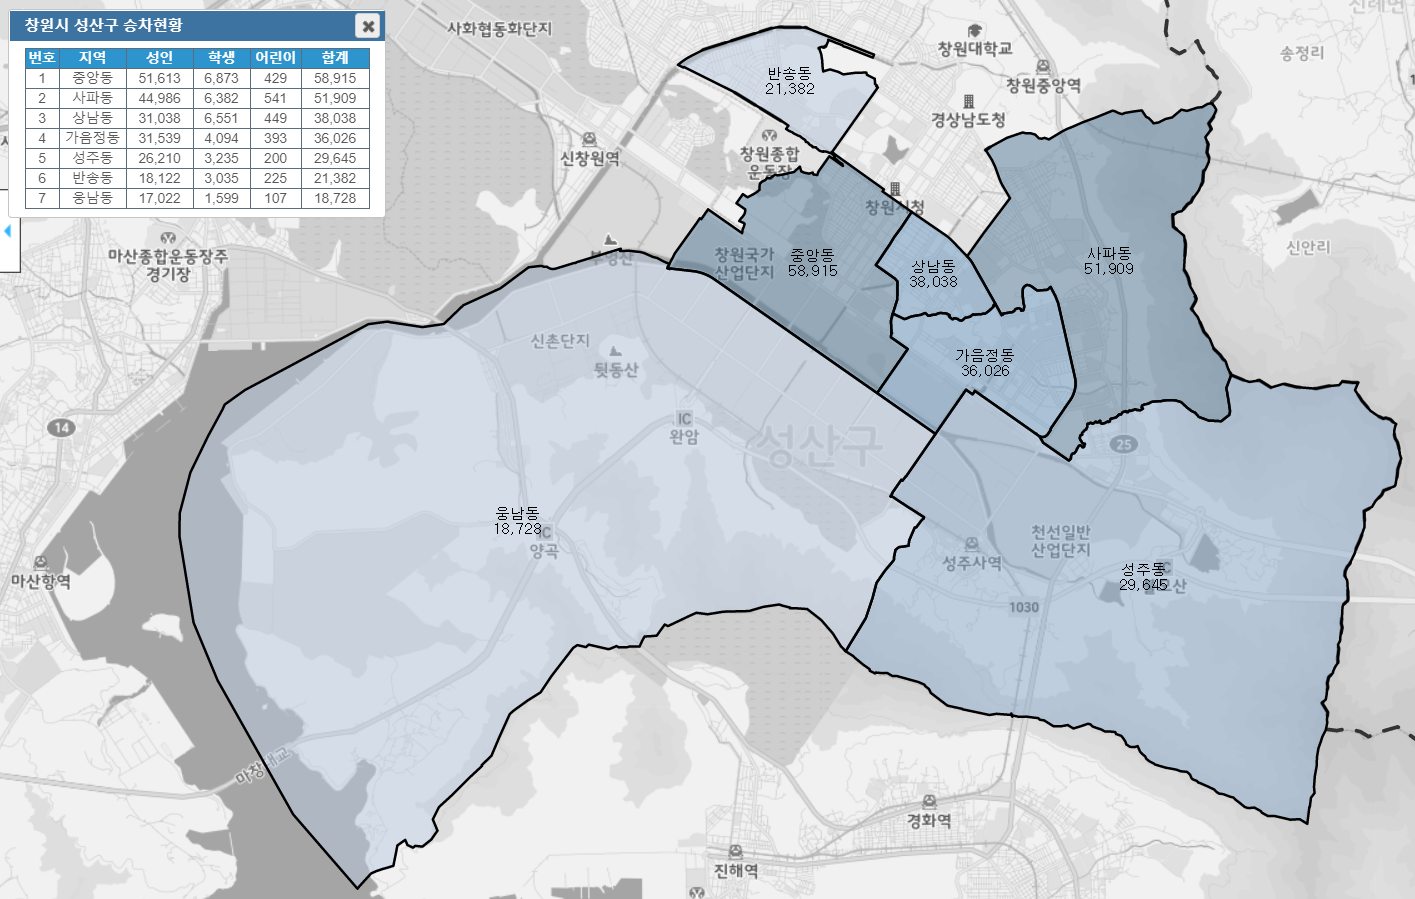 창원시 성산구 승차현황
번호 지역 성인 학생 어린이 합계
1 중앙동 51,613 6,873 429 58,915
2 사파동 44,986 6,382 541 51,909
3 상남동 31,038 6,551 449 38,038
4 가음정동 31,539 4,094 393 36,026
5 성주동 26,210 3,235 200 29,645
6 반송동 18,122 3,035 225 21,382
7 웅남동 17,022 1,599 107 18,728
사화협동화단지
창원대학교
송정리
창원중앙역
반송동
21,382
경상남도청
신창원역
창원종합
운동장
창원시청
마산종합운동장주
경기장
창원국가
산업단지
중앙동
58,915
상남동
38,038
사파동
51,909
신안리
신촌단지
뒷동산
가음정동
36,026
14
IC
완암
성산구
25
웅남동
18,728
IC
양곡
천선일반
산업단지
성주사역
성주동
29,645
1030
마산항역
마창대교
경화역
진해역